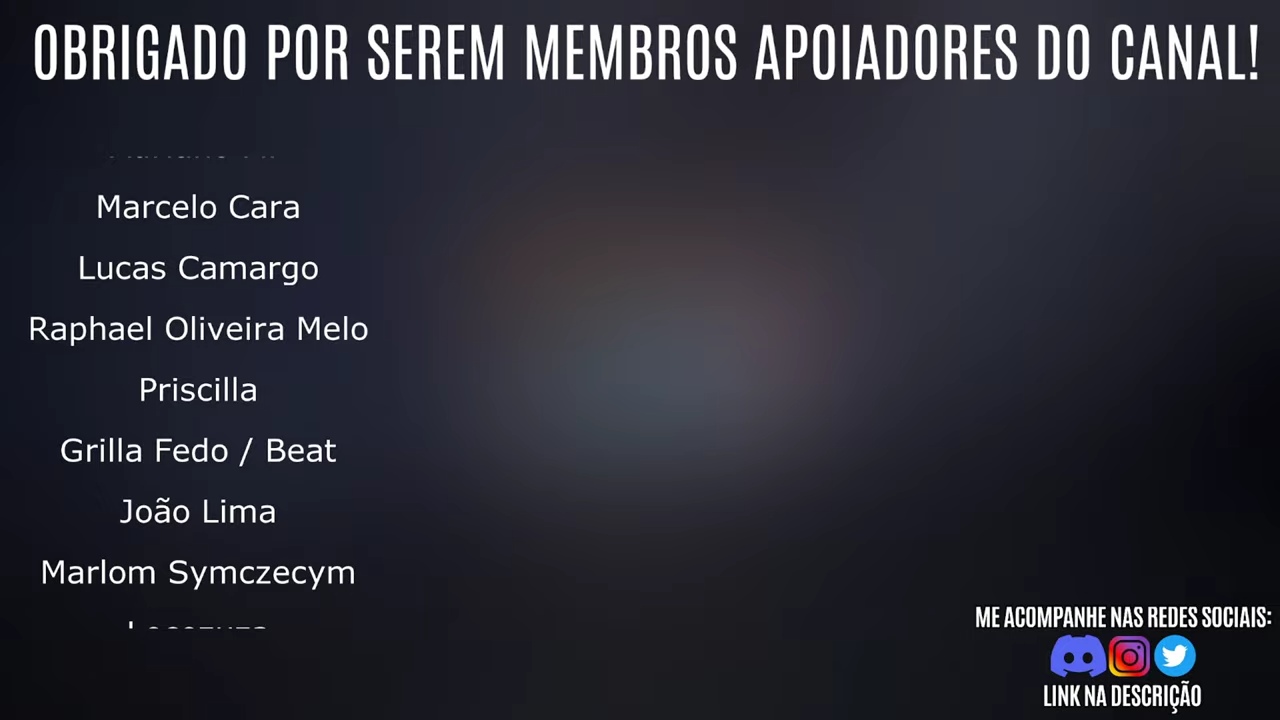 OBRIGADO POR SEREM MEMBROS APOIADORES DO CANAL!
Marcelo Cara
Lucas Camargo
Raphael Oliveira Melo
Priscilla
Grilla Fedo / Beat
João Lima
Marlom Symczecym
ME ACOMPANHE NAS REDES SOCIAIS:
LINK NA DESCRIÇÃO